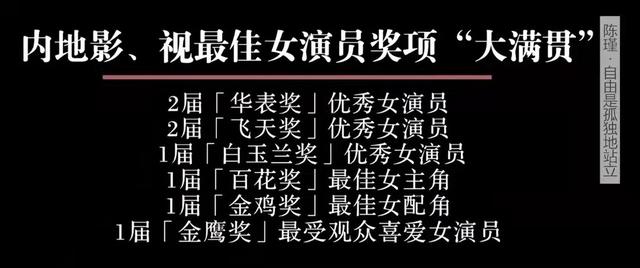 内地影、视最佳女演员奖项“大满贯”
2届「华表奖」优秀女演员
2届「飞天奖」优秀女演员
1届「白玉兰奖」优秀女演员
1届「百花奖」最佳女主角
1届「金鸡奖」最佳女配角
1届「金鹰奖」最受观众喜爱女演员
陈瑾·自由是孤独地站立